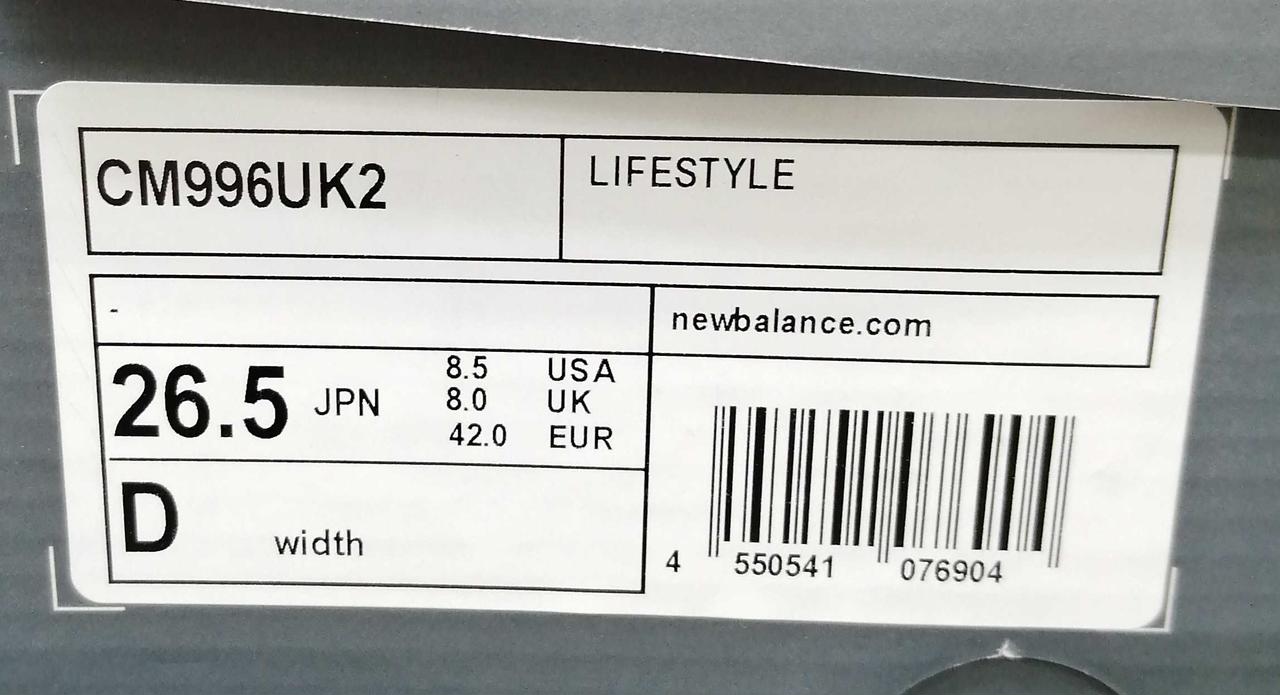 CM996UK2
LIFESTYLE
-
newbalance.com
26.5 JPN
8.5 USA
8.0 UK
42.0 EUR
D width
4 550541 076904